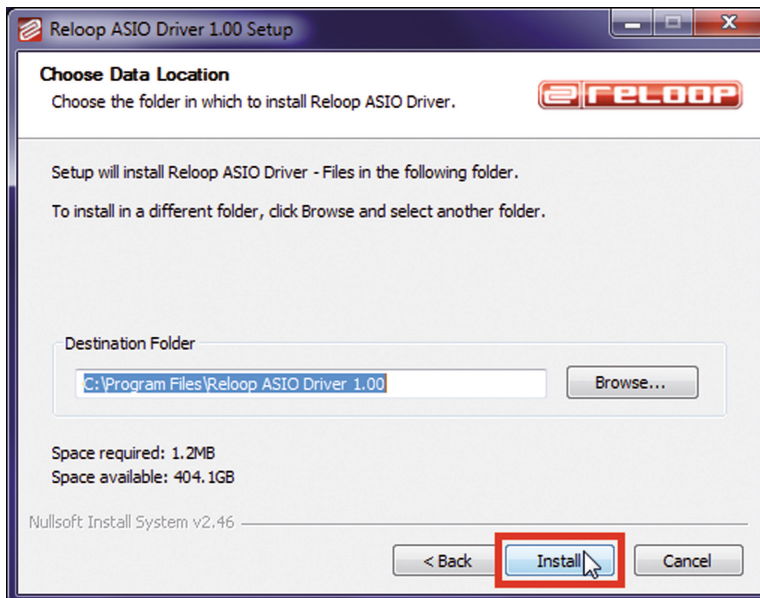 Reloop ASIO Driver 1.00 Setup
Choose Data Location
Choose the folder in which to install Reloop ASIO Driver.
reloop
Setup will install Reloop ASIO Driver - Files in the following folder.
To install in a different folder, click Browse and select another folder.
Destination Folder
C:\Program Files\Reloop ASIO Driver 1.00
Browse...
Space required: 1.2MB
Space available: 404.1GB
Nullsoft Install System v2.46
< Back
Install
Cancel